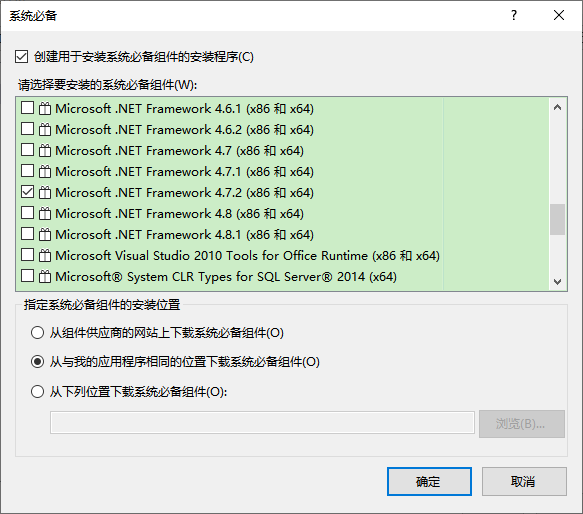 系统必备
?
创建用于安装系统必备组件的安装程序(C)
请选择要安装的系统必备组件(W):
Microsoft .NET Framework 4.6.1 (x86 和 x64)
Microsoft .NET Framework 4.6.2 (x86 和 x64)
Microsoft .NET Framework 4.7 (x86 和 x64)
Microsoft .NET Framework 4.7.1 (x86 和 x64)
Microsoft .NET Framework 4.7.2 (x86 和 x64)
Microsoft .NET Framework 4.8 (x86 和 x64)
Microsoft .NET Framework 4.8.1 (x86 和 x64)
Microsoft Visual Studio 2010 Tools for Office Runtime (x86 和 x64)
Microsoft® System CLR Types for SQL Server® 2014 (x64)
指定系统必备组件的安装位置
从组件供应商的网站上下载系统必备组件(O)
从与我的应用程序相同的位置下载系统必备组件(O)
从下列位置下载系统必备组件(O):
浏览(B)...
确定
取消